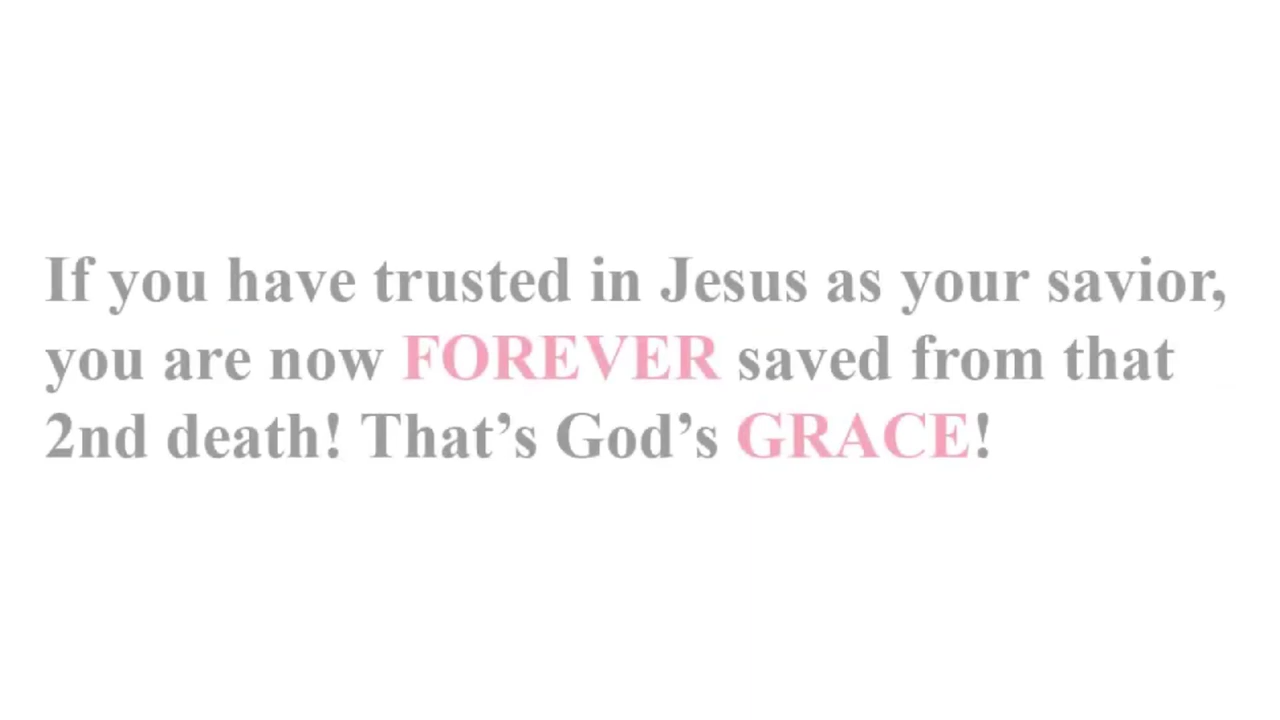 If you have trusted in Jesus as your savior,
you are now FOREVER saved from that
2nd death! That’s God’s GRACE!